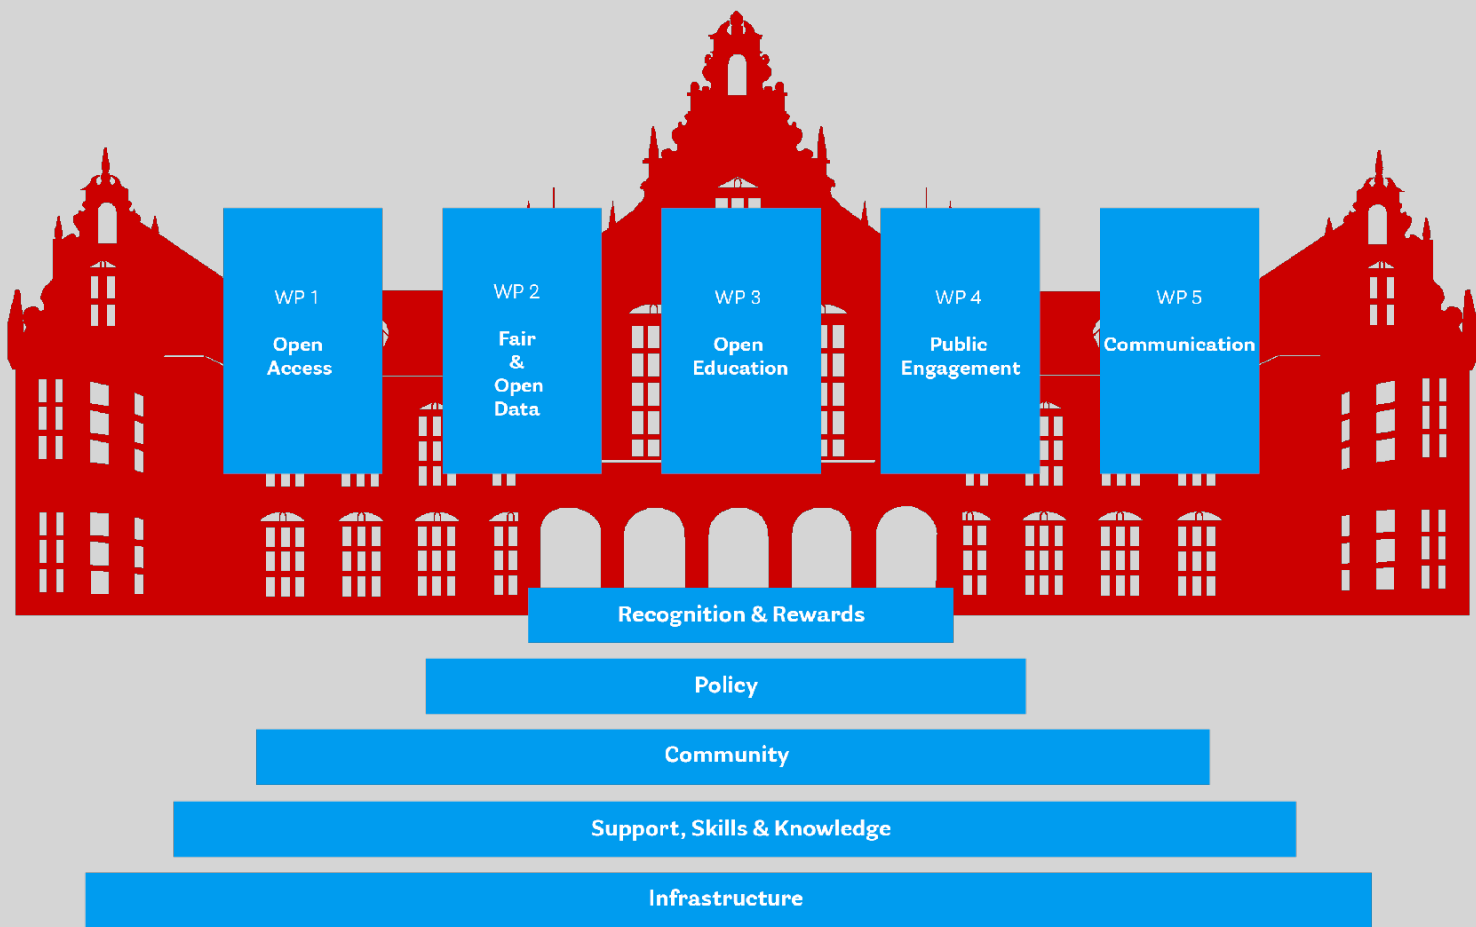 WP 1
Open
Access
WP 2
Fair
&
Open
Data
WP 3
Open
Education
WP 4
Public
Engagement
WP 5
Communication
Recognition & Rewards
Policy
Community
Support, Skills & Knowledge
Infrastructure